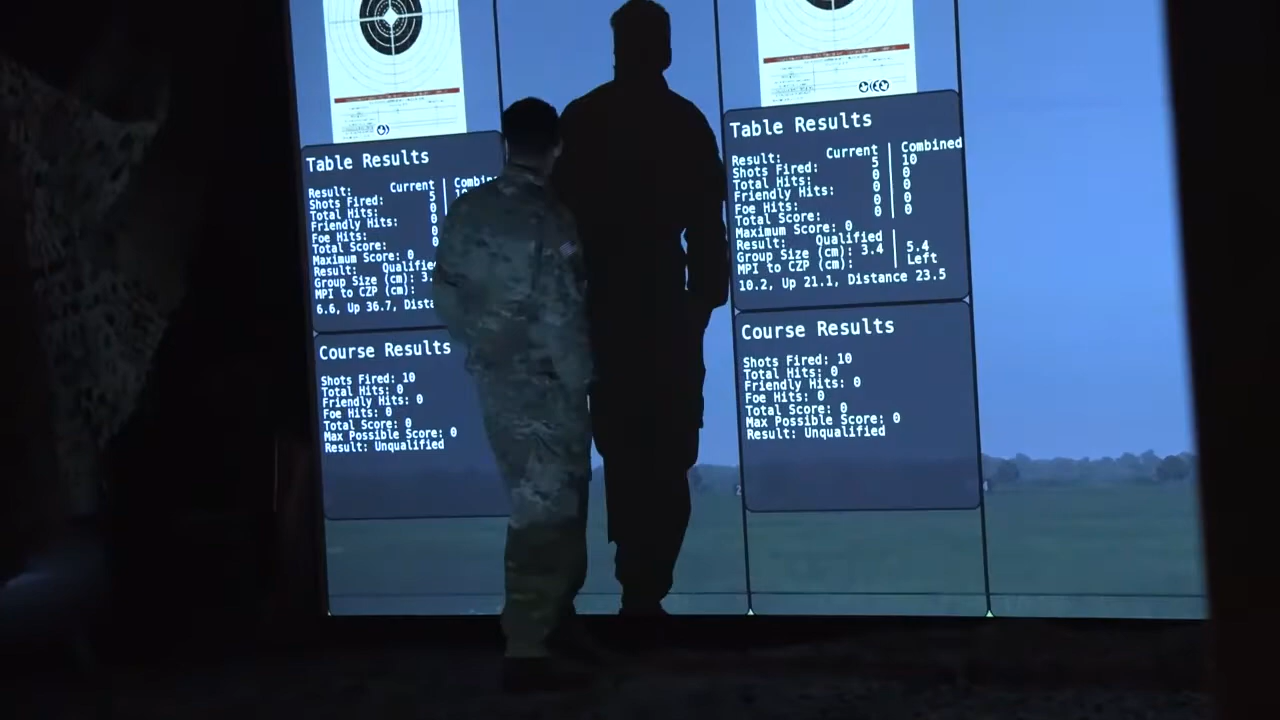 Table Results
Result: Current | Combin
Shots Fired: 5
Total Hits: 0
Friendly Hits: 0
Foe Hits: 0
Total Score: 0
Maximum Score: 0
Result: Qualified
Group Size (cm): 3.
MPI to CZP (cm):
6.6, Up 36.7, Dista
Course Results
Shots Fired: 10
Total Hits: 0
Friendly Hits: 0
Foe Hits: 0
Total Score: 0
Max Possible Score: 0
Result: Unqualified
Table Results
Result: Current | Combined
Shots Fired: 5 | 10
Total Hits: 0 | 0
Friendly Hits: 0 | 0
Foe Hits: 0 | 0
Total Score: 0 | 0
Maximum Score: 0
Result: Qualified
Group Size (cm): 3.4 | 5.4
MPI to CZP (cm): Left
10.2, Up 21.1, Distance 23.5
Course Results
Shots Fired: 10
Total Hits: 0
Friendly Hits: 0
Foe Hits: 0
Total Score: 0
Max Possible Score: 0
Result: Unqualified